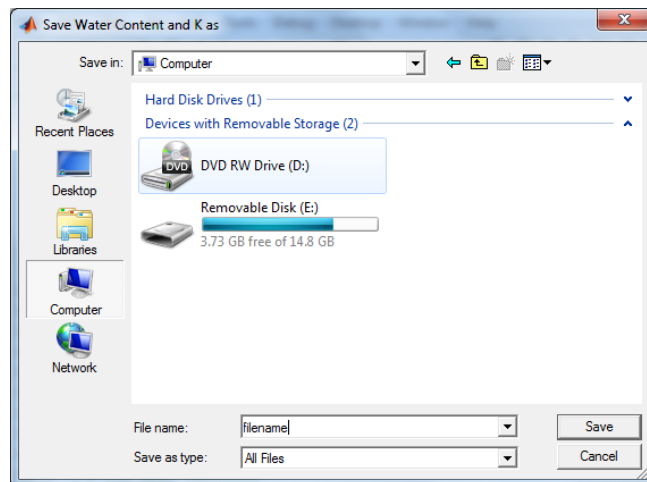 Save Water Content and K as
Save in:
Computer
Recent Places
Desktop
Libraries
Computer
Network
Hard Disk Drives (1)
Devices with Removable Storage (2)
DVD
DVD RW Drive (D:)
Removable Disk (E:)
3.73 GB free of 14.8 GB
File name:
filename
Save
Save as type:
All Files
Cancel